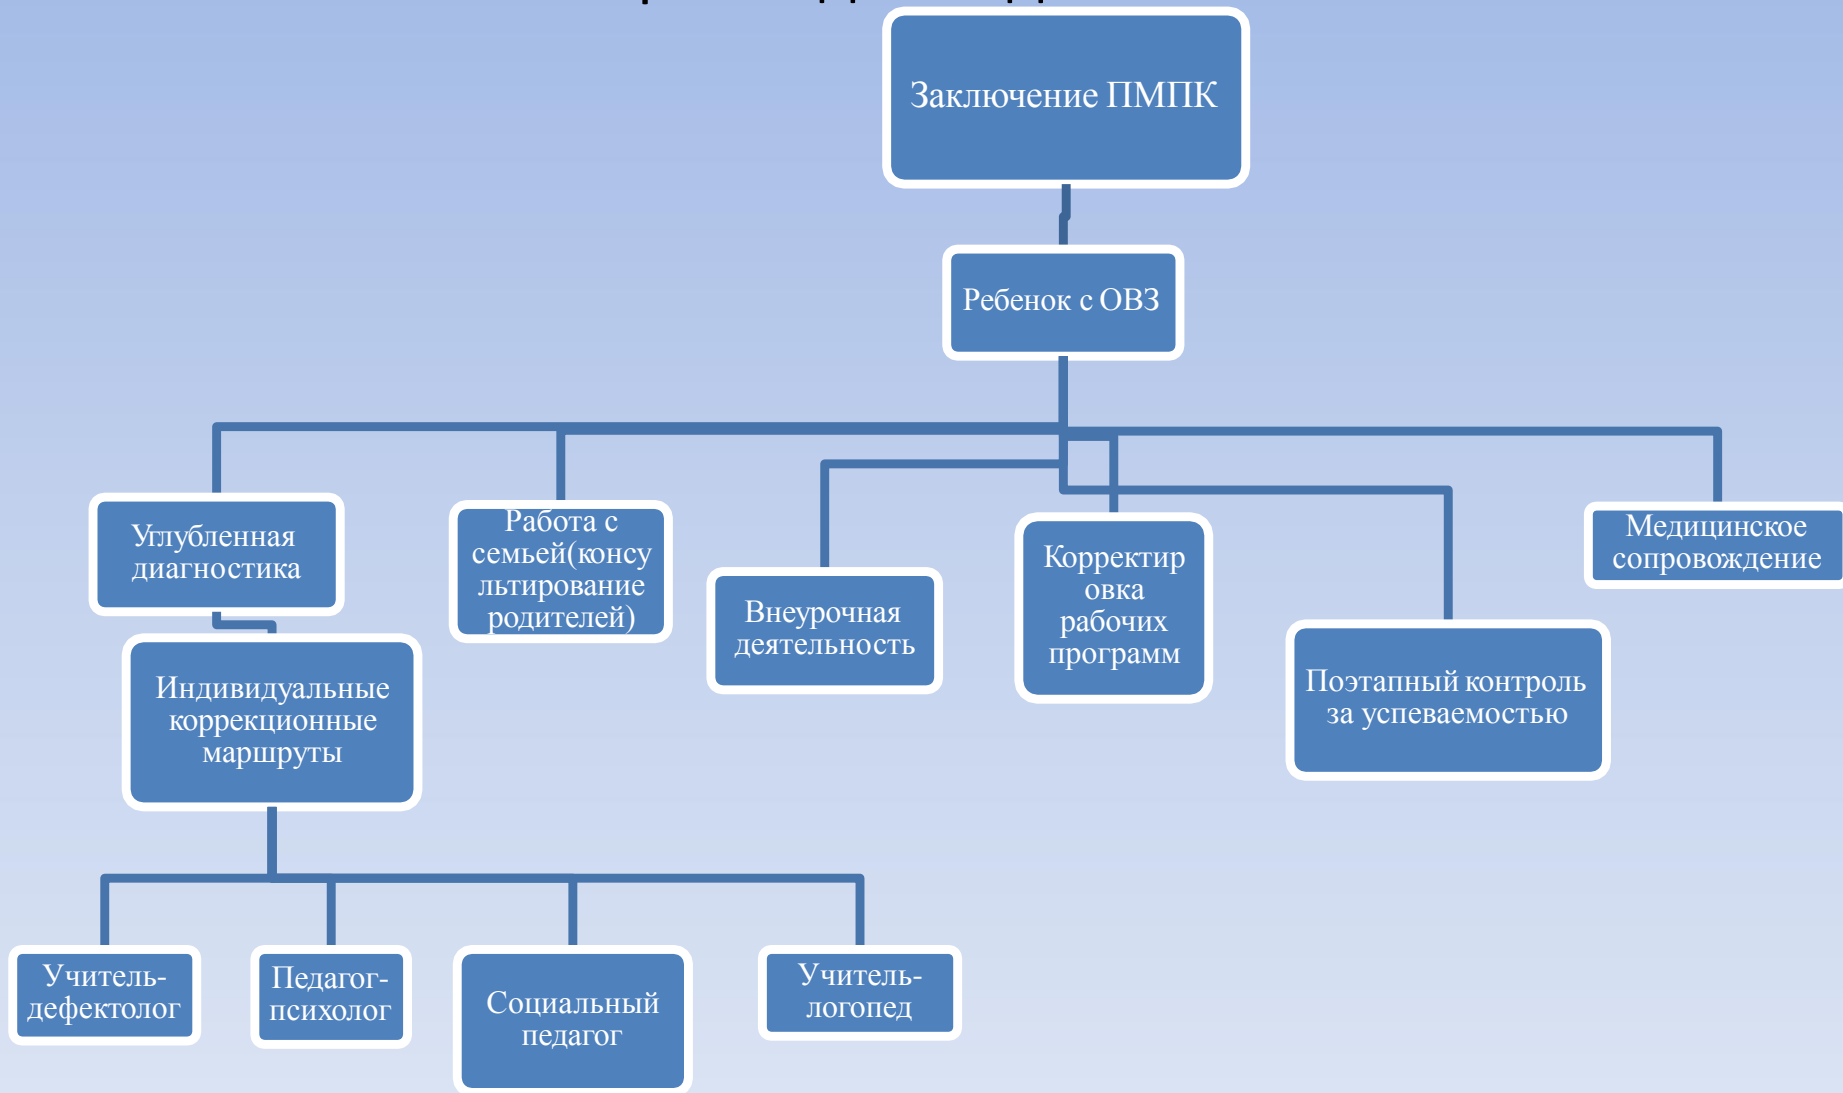 Заключение ПМПК
Ребенок с ОВЗ
Углубленная
диагностика
Работа с
семьей(консу
льтирование
родителей)
Внеурочная
деятельность
Корректир
овка
рабочих
программ
Поэтапный контроль
за успеваемостью
Медицинское
сопровождение
Индивидуальные
коррекционные
маршруты
Учитель-
дефектолог
Педагог-
психолог
Социальный
педагог
Учитель-
логопед